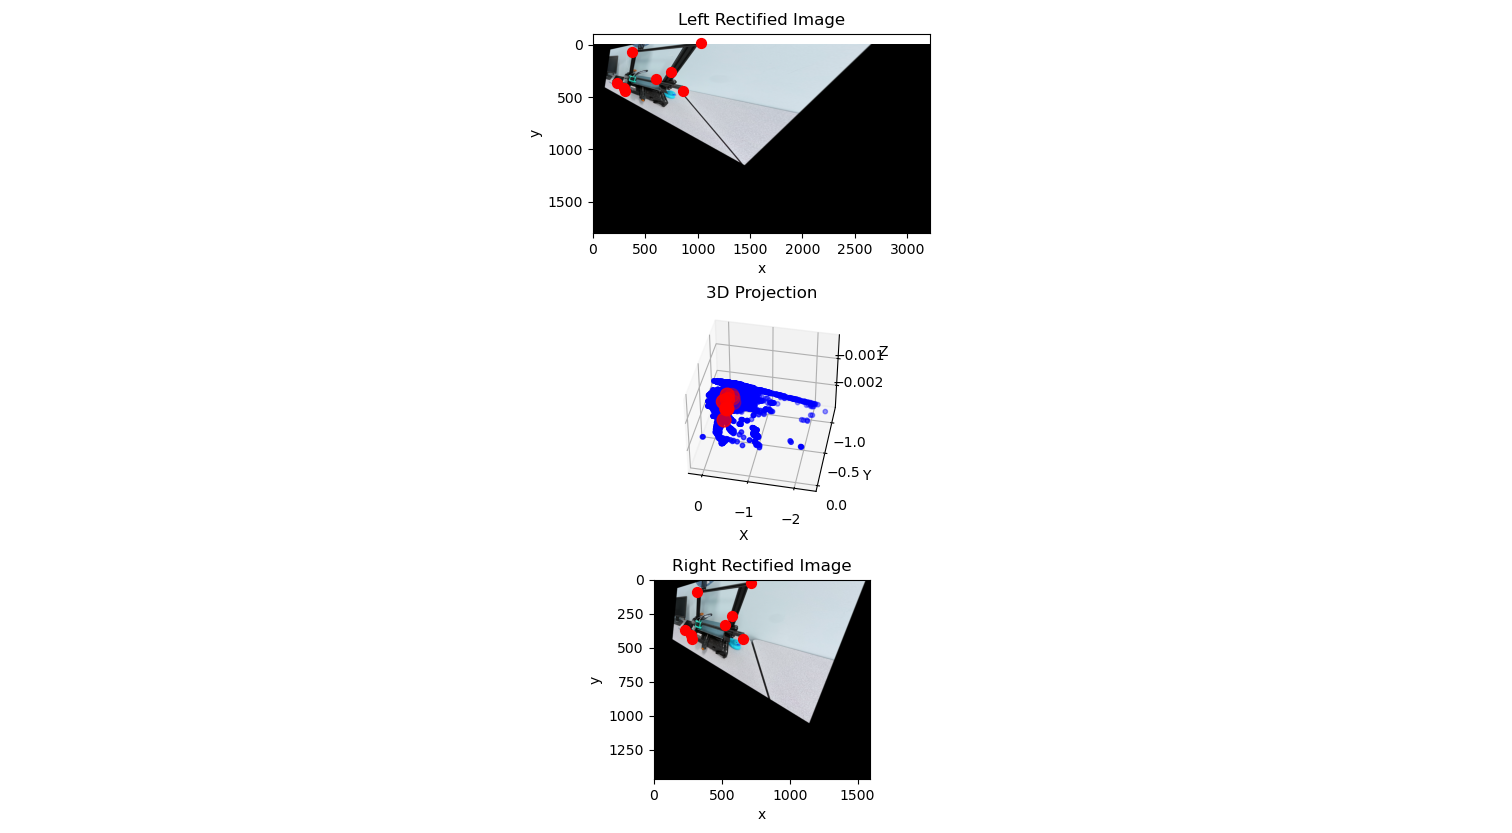 Left Rectified Image
0
500
1000
1500
y
0 500 1000 1500 2000 2500 3000
x
3D Projection
−0.001
Z
−0.002
−1.0
−0.5
Y
0.0
0
−1
−2
X
Right Rectified Image
0
250
500
750
1000
1250
y
0 500 1000 1500
x